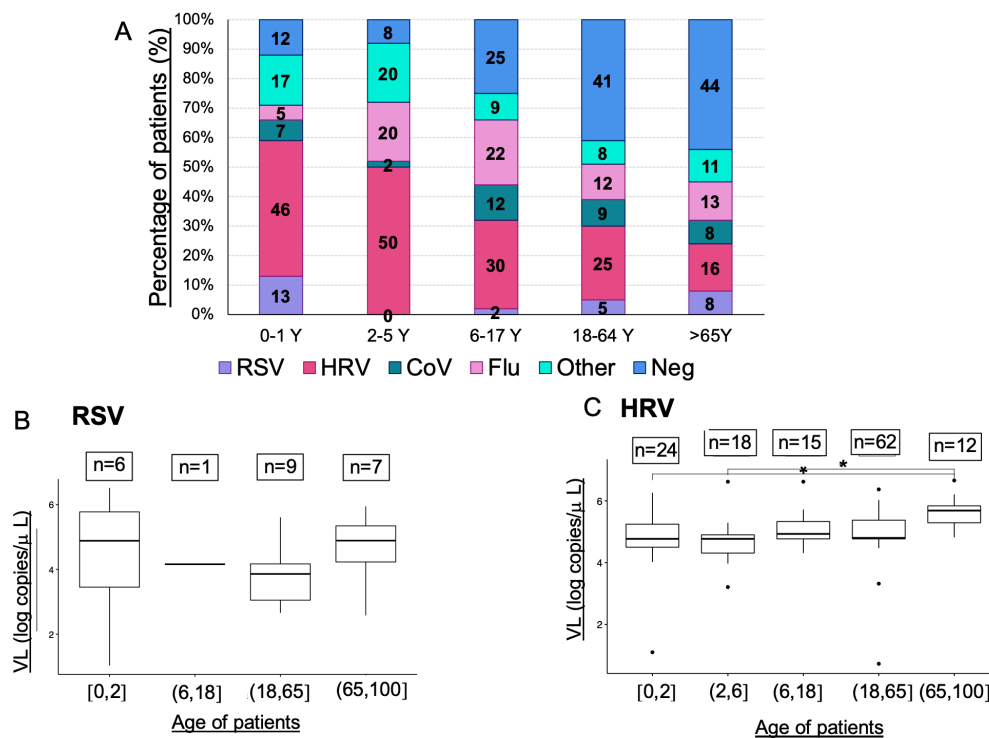 A
Percentage of patients (%)
100%
90%
80%
70%
60%
50%
40%
30%
20%
10%
0%
12 8 25 41 44
17 20 9 8 11
5 20 22 12 13
7 2 12 9 8
46 50 30 25 16
13 0 2 5 8
0-1 Y 2-5 Y 6-17 Y 18-64 Y >65Y
RSV HRV CoV Flu Other Neg
B RSV
n=6 n=1 n=9 n=7
VL (log copies/μ L)
6
4
2
[0,2] (6,18] (18,65] (65,100]
Age of patients
C HRV
n=24 n=18 n=15 n=62 n=12
* *
VL (log copies/μ L)
6
4
2
[0,2] (2,6] (6,18] (18,65] (65,100]
Age of patients